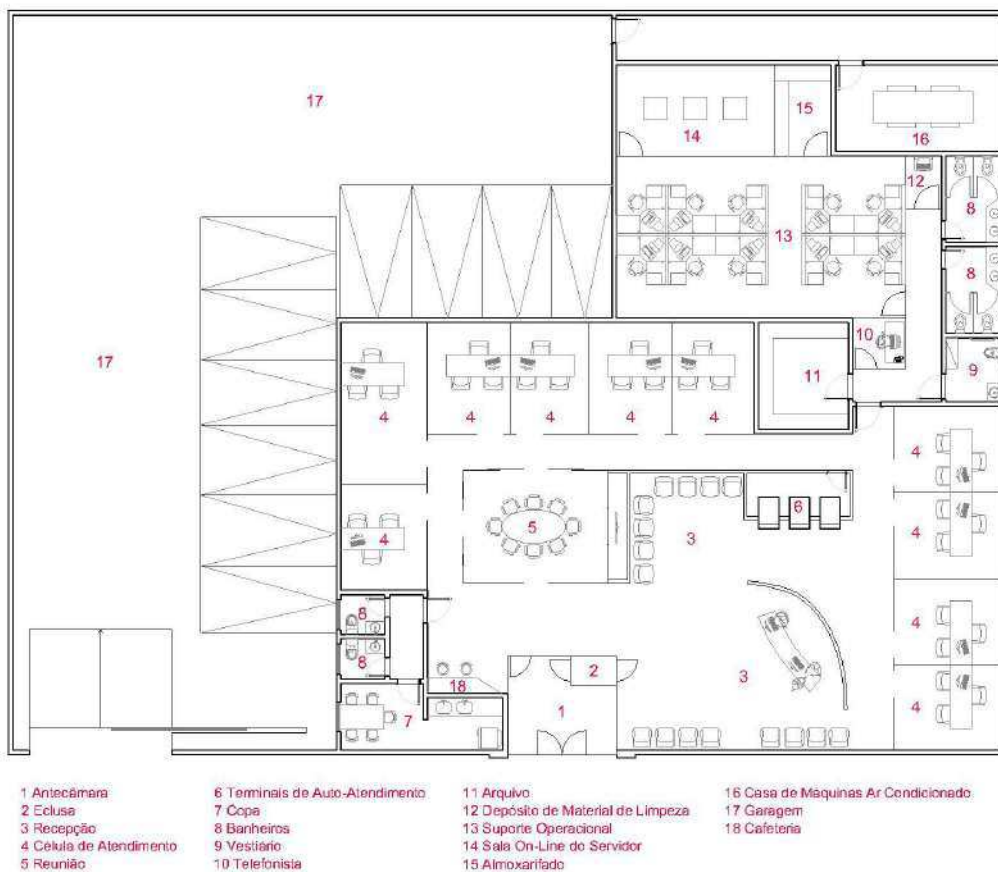 17
15
14
16
12
8
13
8
10
17
11
9
4
4
4
4
4
4
6
5
4
4
3
8
4
8
2
18
3
4
1
7
1 Antecâmara
2 Eclusa
3 Recepção
4 Célula de Atendimento
5 Reunião
6 Terminais de Auto-Atendimento
7 Copa
8 Banheiros
9 Vestiário
10 Telefonista
11 Arquivo
12 Depósito de Material de Limpeza
13 Suporte Operacional
14 Sala On-Line do Servidor
15 Almoxarifado
16 Casa de Máquinas Ar Condicionado
17 Garagem
18 Cafeteria